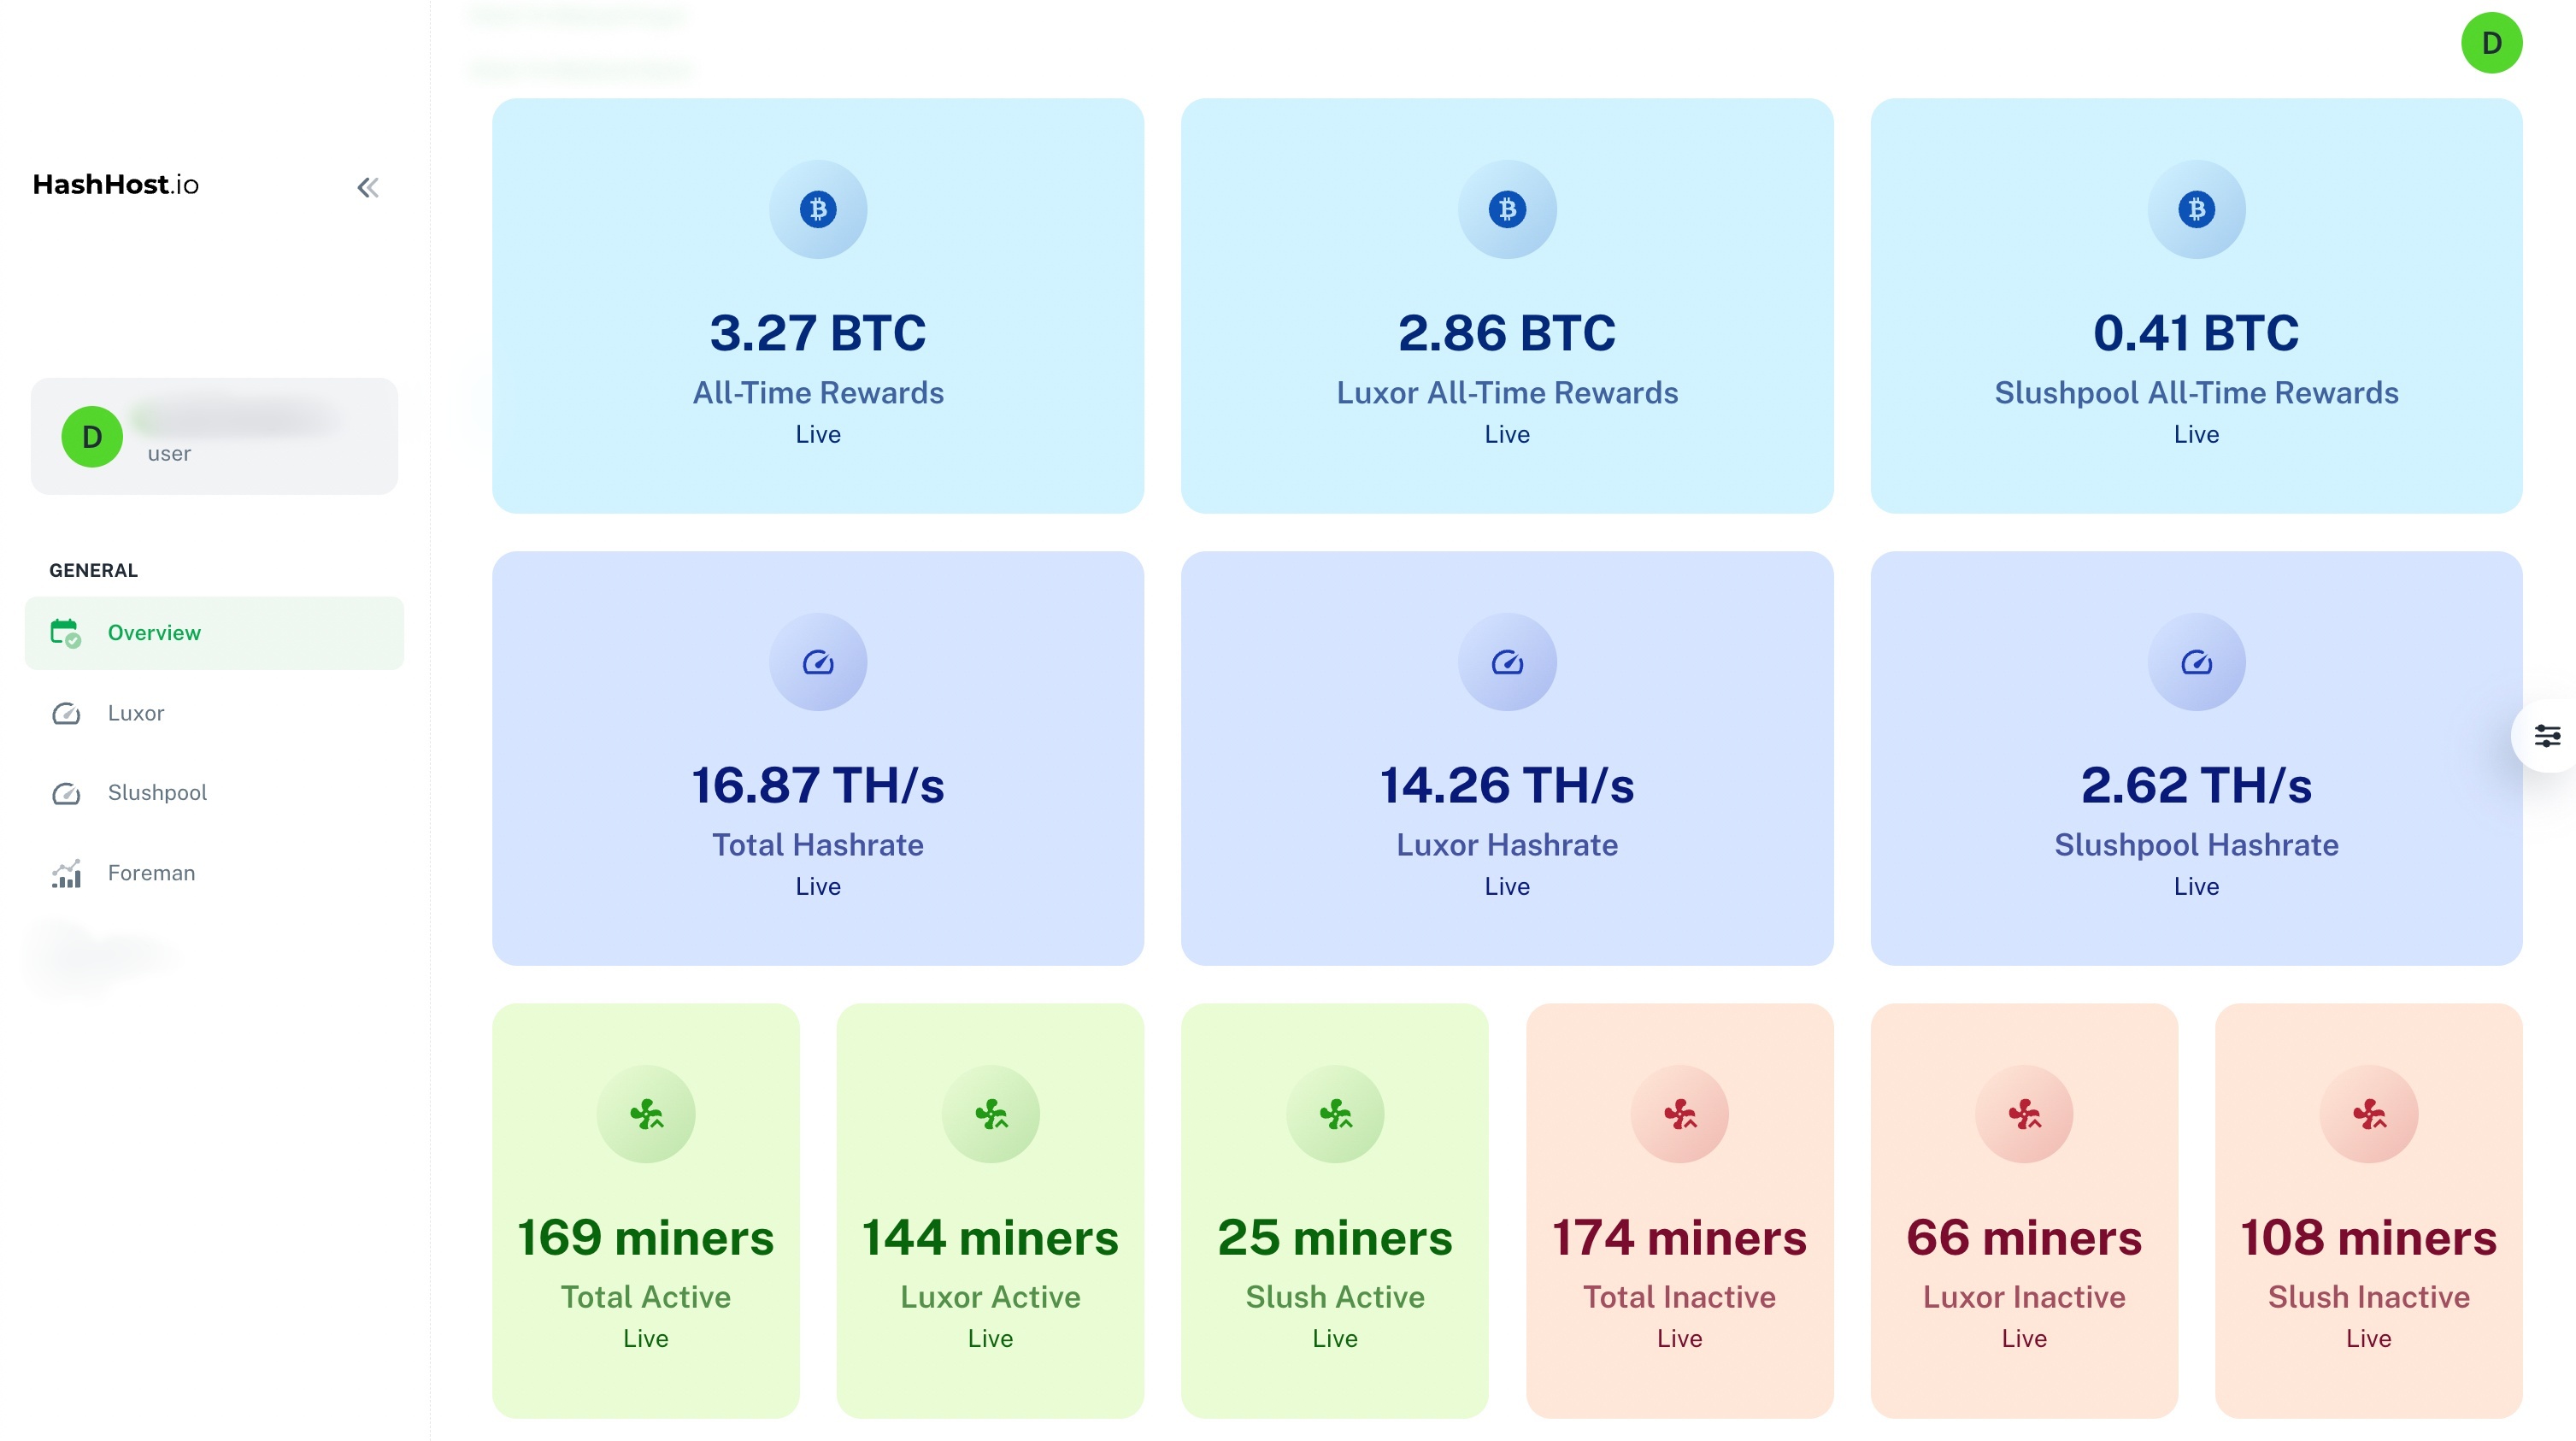 D
HashHost.io
D
user
GENERAL
Overview
Luxor
Slushpool
Foreman
3.27 BTC
All-Time Rewards
Live
2.86 BTC
Luxor All-Time Rewards
Live
0.41 BTC
Slushpool All-Time Rewards
Live
16.87 TH/s
Total Hashrate
Live
14.26 TH/s
Luxor Hashrate
Live
2.62 TH/s
Slushpool Hashrate
Live
169 miners
Total Active
Live
144 miners
Luxor Active
Live
25 miners
Slush Active
Live
174 miners
Total Inactive
Live
66 miners
Luxor Inactive
Live
108 miners
Slush Inactive
Live